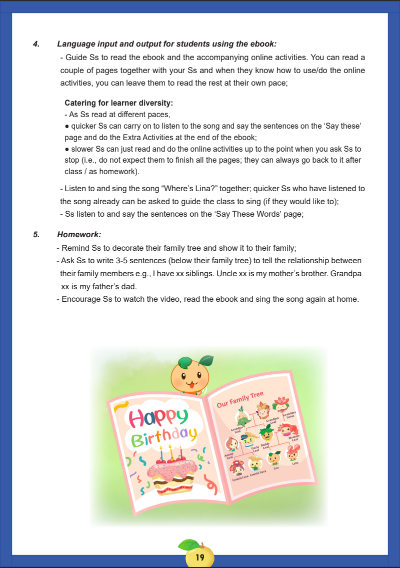 4. Language input and output for students using the ebook:
- Guide Ss to read the ebook and the accompanying online activities. You can read a
couple of pages together with your Ss and when they know how to use/do the online
activities, you can leave them to read the rest at their own pace;
Catering for learner diversity:
- As Ss read at different paces,
● quicker Ss can carry on to listen to the song and say the sentences on the 'Say these'
page and do the Extra Activities at the end of the ebook;
● slower Ss can just read and do the online activities up to the point when you ask Ss to
stop (i.e., do not expect them to finish all the pages; they can always go back to it after
class / as homework).
- Listen to and sing the song "Where's Lina?" together; quicker Ss who have listened to
the song already can be asked to guide the class to sing (if they would like to);
- Ss listen to and say the sentences on the 'Say These Words' page;
5. Homework:
- Remind Ss to decorate their family tree and show it to their family;
- Ask Ss to write 3-5 sentences (below their family tree) to tell the relationship between
their family members e.g., I have xx siblings. Uncle xx is my mother's brother. Grandpa
xx is my father's dad.
- Encourage Ss to watch the video, read the ebook and sing the song again at home.
Happy
Birthday
Our Family Tree
19